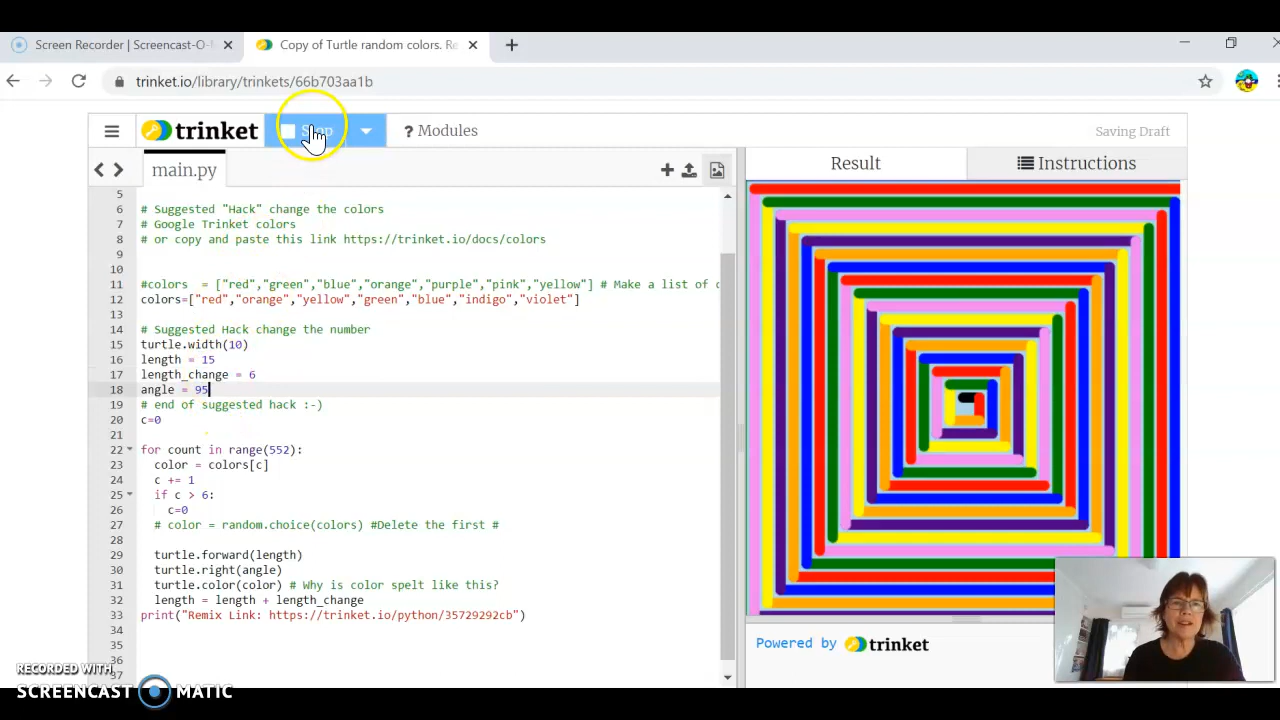 Screen Recorder | Screencast-O-
Copy of Turtle random colors. Re
trinket.io/library/trinkets/66b703aa1b
trinket
Stop
? Modules
Saving Draft
main.py
Result
Instructions
5
6 # Suggested "Hack" change the colors
7 # Google Trinket colors
8 # or copy and paste this link https://trinket.io/docs/colors
9
10
11 #colors = ["red","green","blue","orange","purple","pink","yellow"] # Make a list of c
12 colors=["red","orange","yellow","green","blue","indigo","violet"]
13
14 # Suggested Hack change the number
15 turtle.width(10)
16 length = 15
17 length_change = 6
18 angle = 95
19 # end of suggested hack :-)
20 c=0
21
22 for count in range(552):
23 color = colors[c]
24 c += 1
25 if c > 6:
26 c=0
27 # color = random.choice(colors) #Delete the first #
28
29 turtle.forward(length)
30 turtle.right(angle)
31 turtle.color(color) # Why is color spelt like this?
32 length = length + length_change
33 print("Remix Link: https://trinket.io/python/35729292cb")
34
35
36
37
Powered by trinket
RECORDED WITH
SCREENCAST MATIC